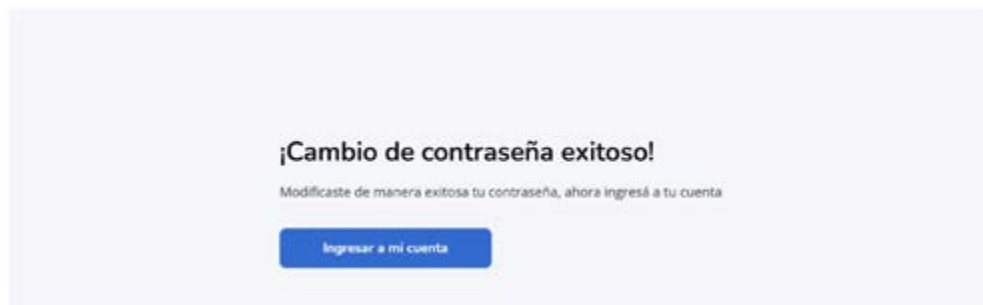 ¡Cambio de contraseña exitoso!
Modificaste de manera exitosa tu contraseña, ahora ingresá a tu cuenta
Ingresar a mi cuenta